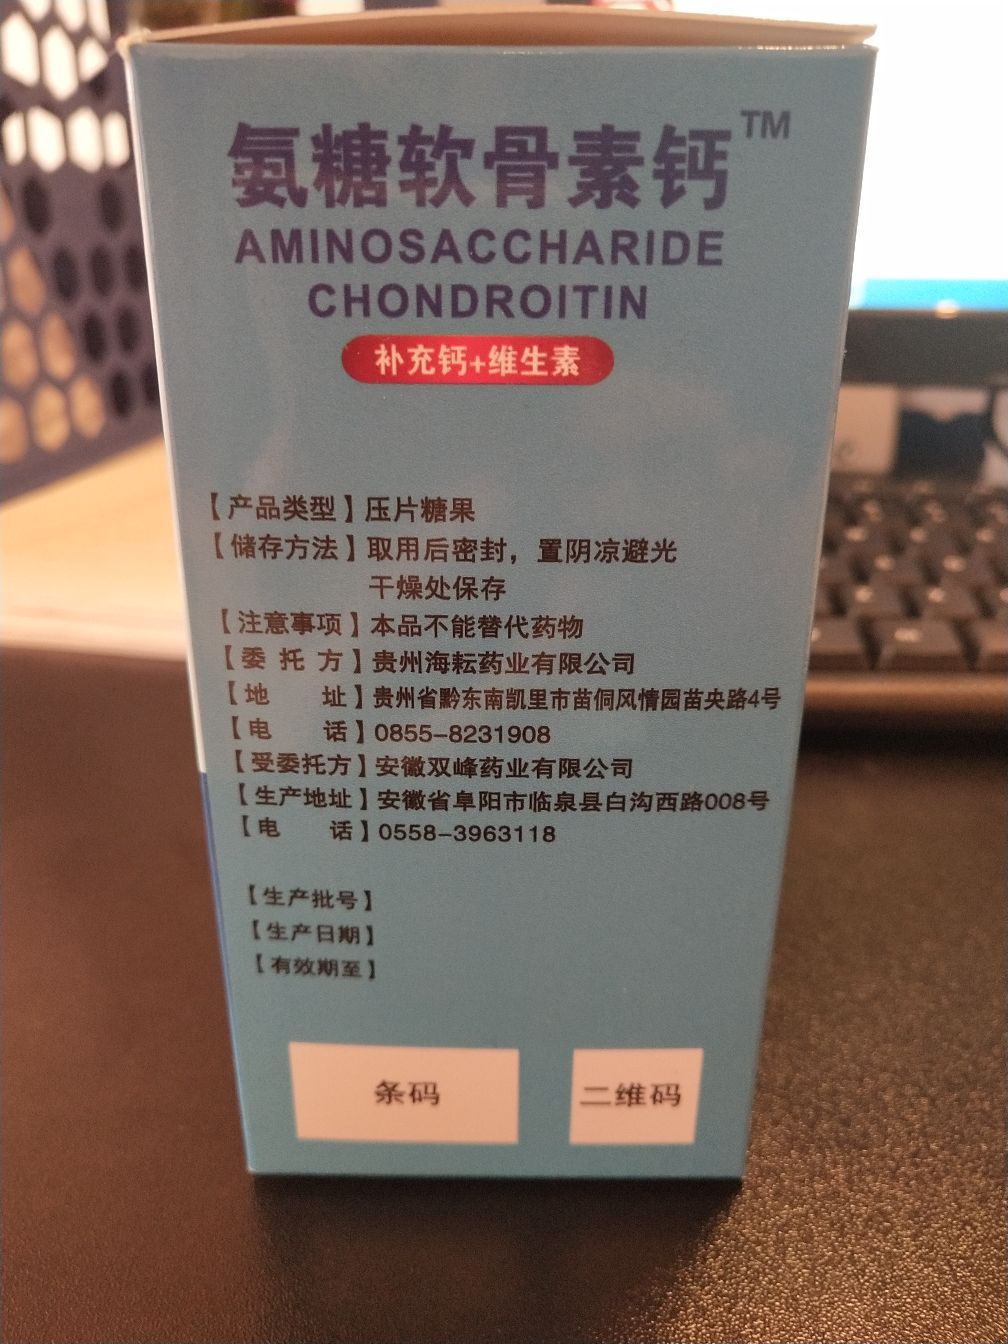 氨糖软骨素钙™
AMINOSACCHARIDE
CHONDROITIN
补充钙+维生素
【产品类型】压片糖果
【储存方法】取用后密封，置阴凉避光
干燥处保存
【注意事项】本品不能替代药物
【委 托 方】贵州海耘药业有限公司
【地　　址】贵州省黔东南凯里市苗侗风情园苗央路4号
【电　　话】0855-8231908
【受委托方】安徽双峰药业有限公司
【生产地址】安徽省阜阳市临泉县白沟西路008号
【电　　话】0558-3963118
【生产批号】
【生产日期】
【有效期至】
条码
二维码